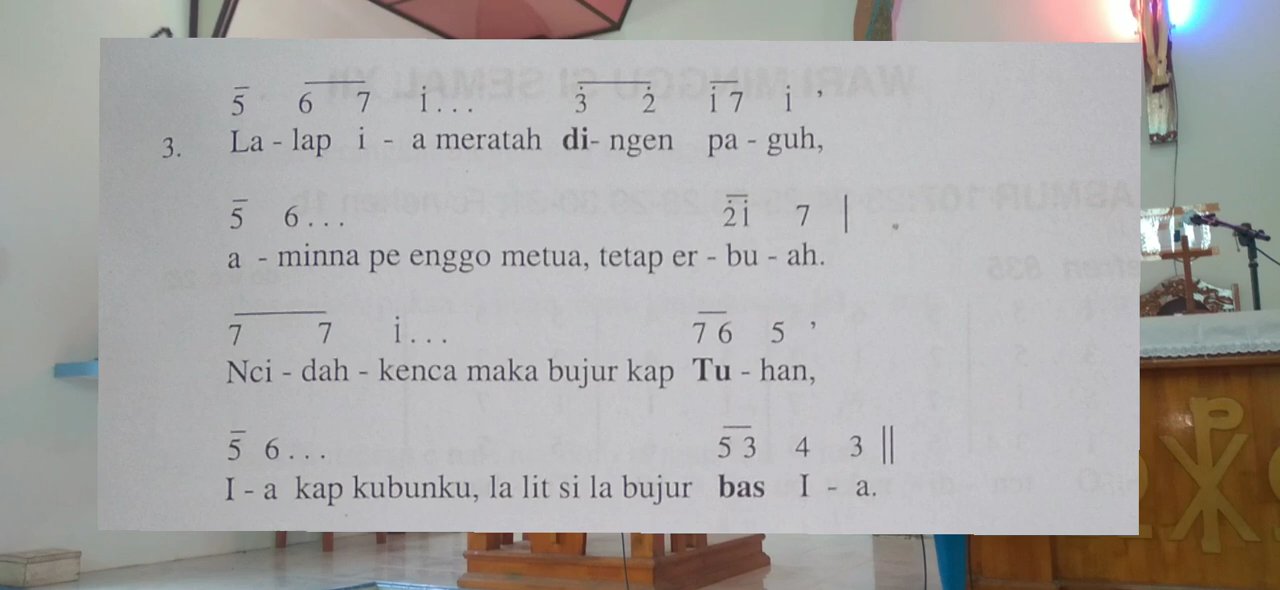 5̅ 6̅ 7̅ i... 3̇ 2̇ i̅ 7̅ i ’
3. La - lap i - a meratah di- ngen pa - guh,
5̅ 6... 2̇i 7 |
a - minna pe enggo metua, tetap er - bu - ah.
7 7 i... 7 6 5 ’
Nci - dah - kenca maka bujur kap Tu - han,
5̅ 6... 5 3 4 3 ||
I - a kap kubunku, la lit si la bujur bas I - a.